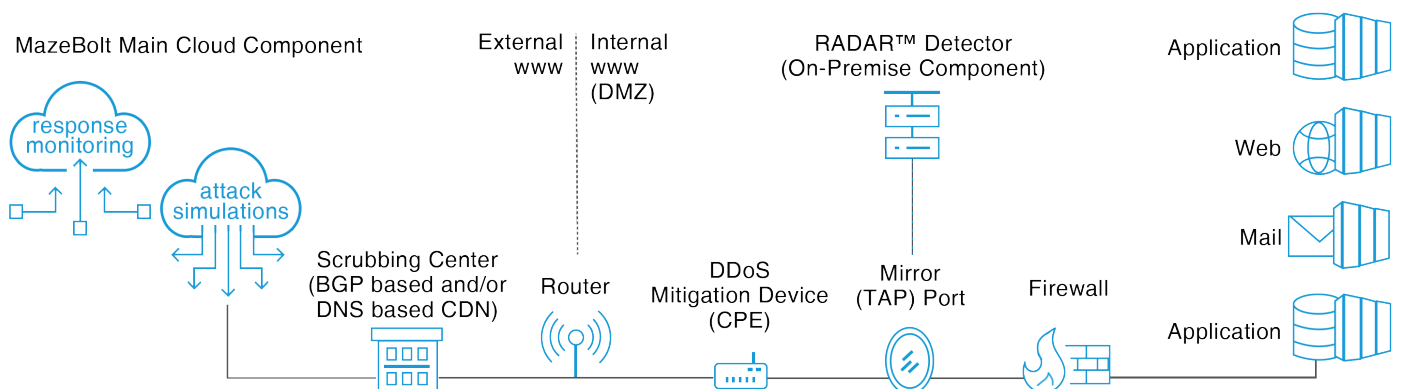 MazeBolt Main Cloud Component
response
monitoring
attack
simulations
Scrubbing Center
(BGP based and/or
DNS based CDN)
External
www
Internal
www
(DMZ)
Router
DDoS
Mitigation Device
(CPE)
RADAR™ Detector
(On-Premise Component)
Mirror
(TAP) Port
Firewall
Application
Web
Mail
Application